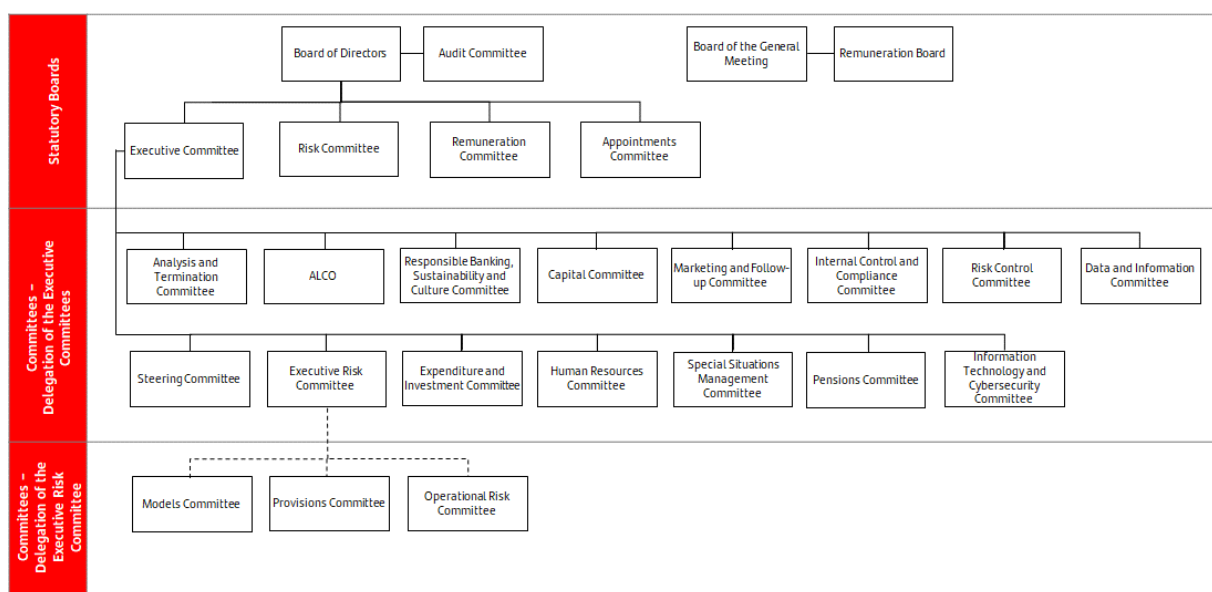 Statutory Boards
Board of Directors
Audit Committee
Board of the General
Meeting
Remuneration Board
Executive Committee
Risk Committee
Remuneration
Committee
Appointments
Committee
Committees –
Delegation of the Executive
Committees
Analysis and
Termination
Committee
ALCO
Responsible Banking,
Sustainability and
Culture Committee
Capital Committee
Marketing and Follow-
up Committee
Internal Control and
Compliance
Committee
Risk Control
Committee
Data and Information
Committee
Steering Committee
Executive Risk
Committee
Expenditure and
Investment Committee
Human Resources
Committee
Special Situations
Management
Committee
Pensions Committee
Information
Technology and
Cybersecurity
Committee
Committees –
Delegation of the
Executive Risk
Committee
Models Committee
Provisions Committee
Operational Risk
Committee